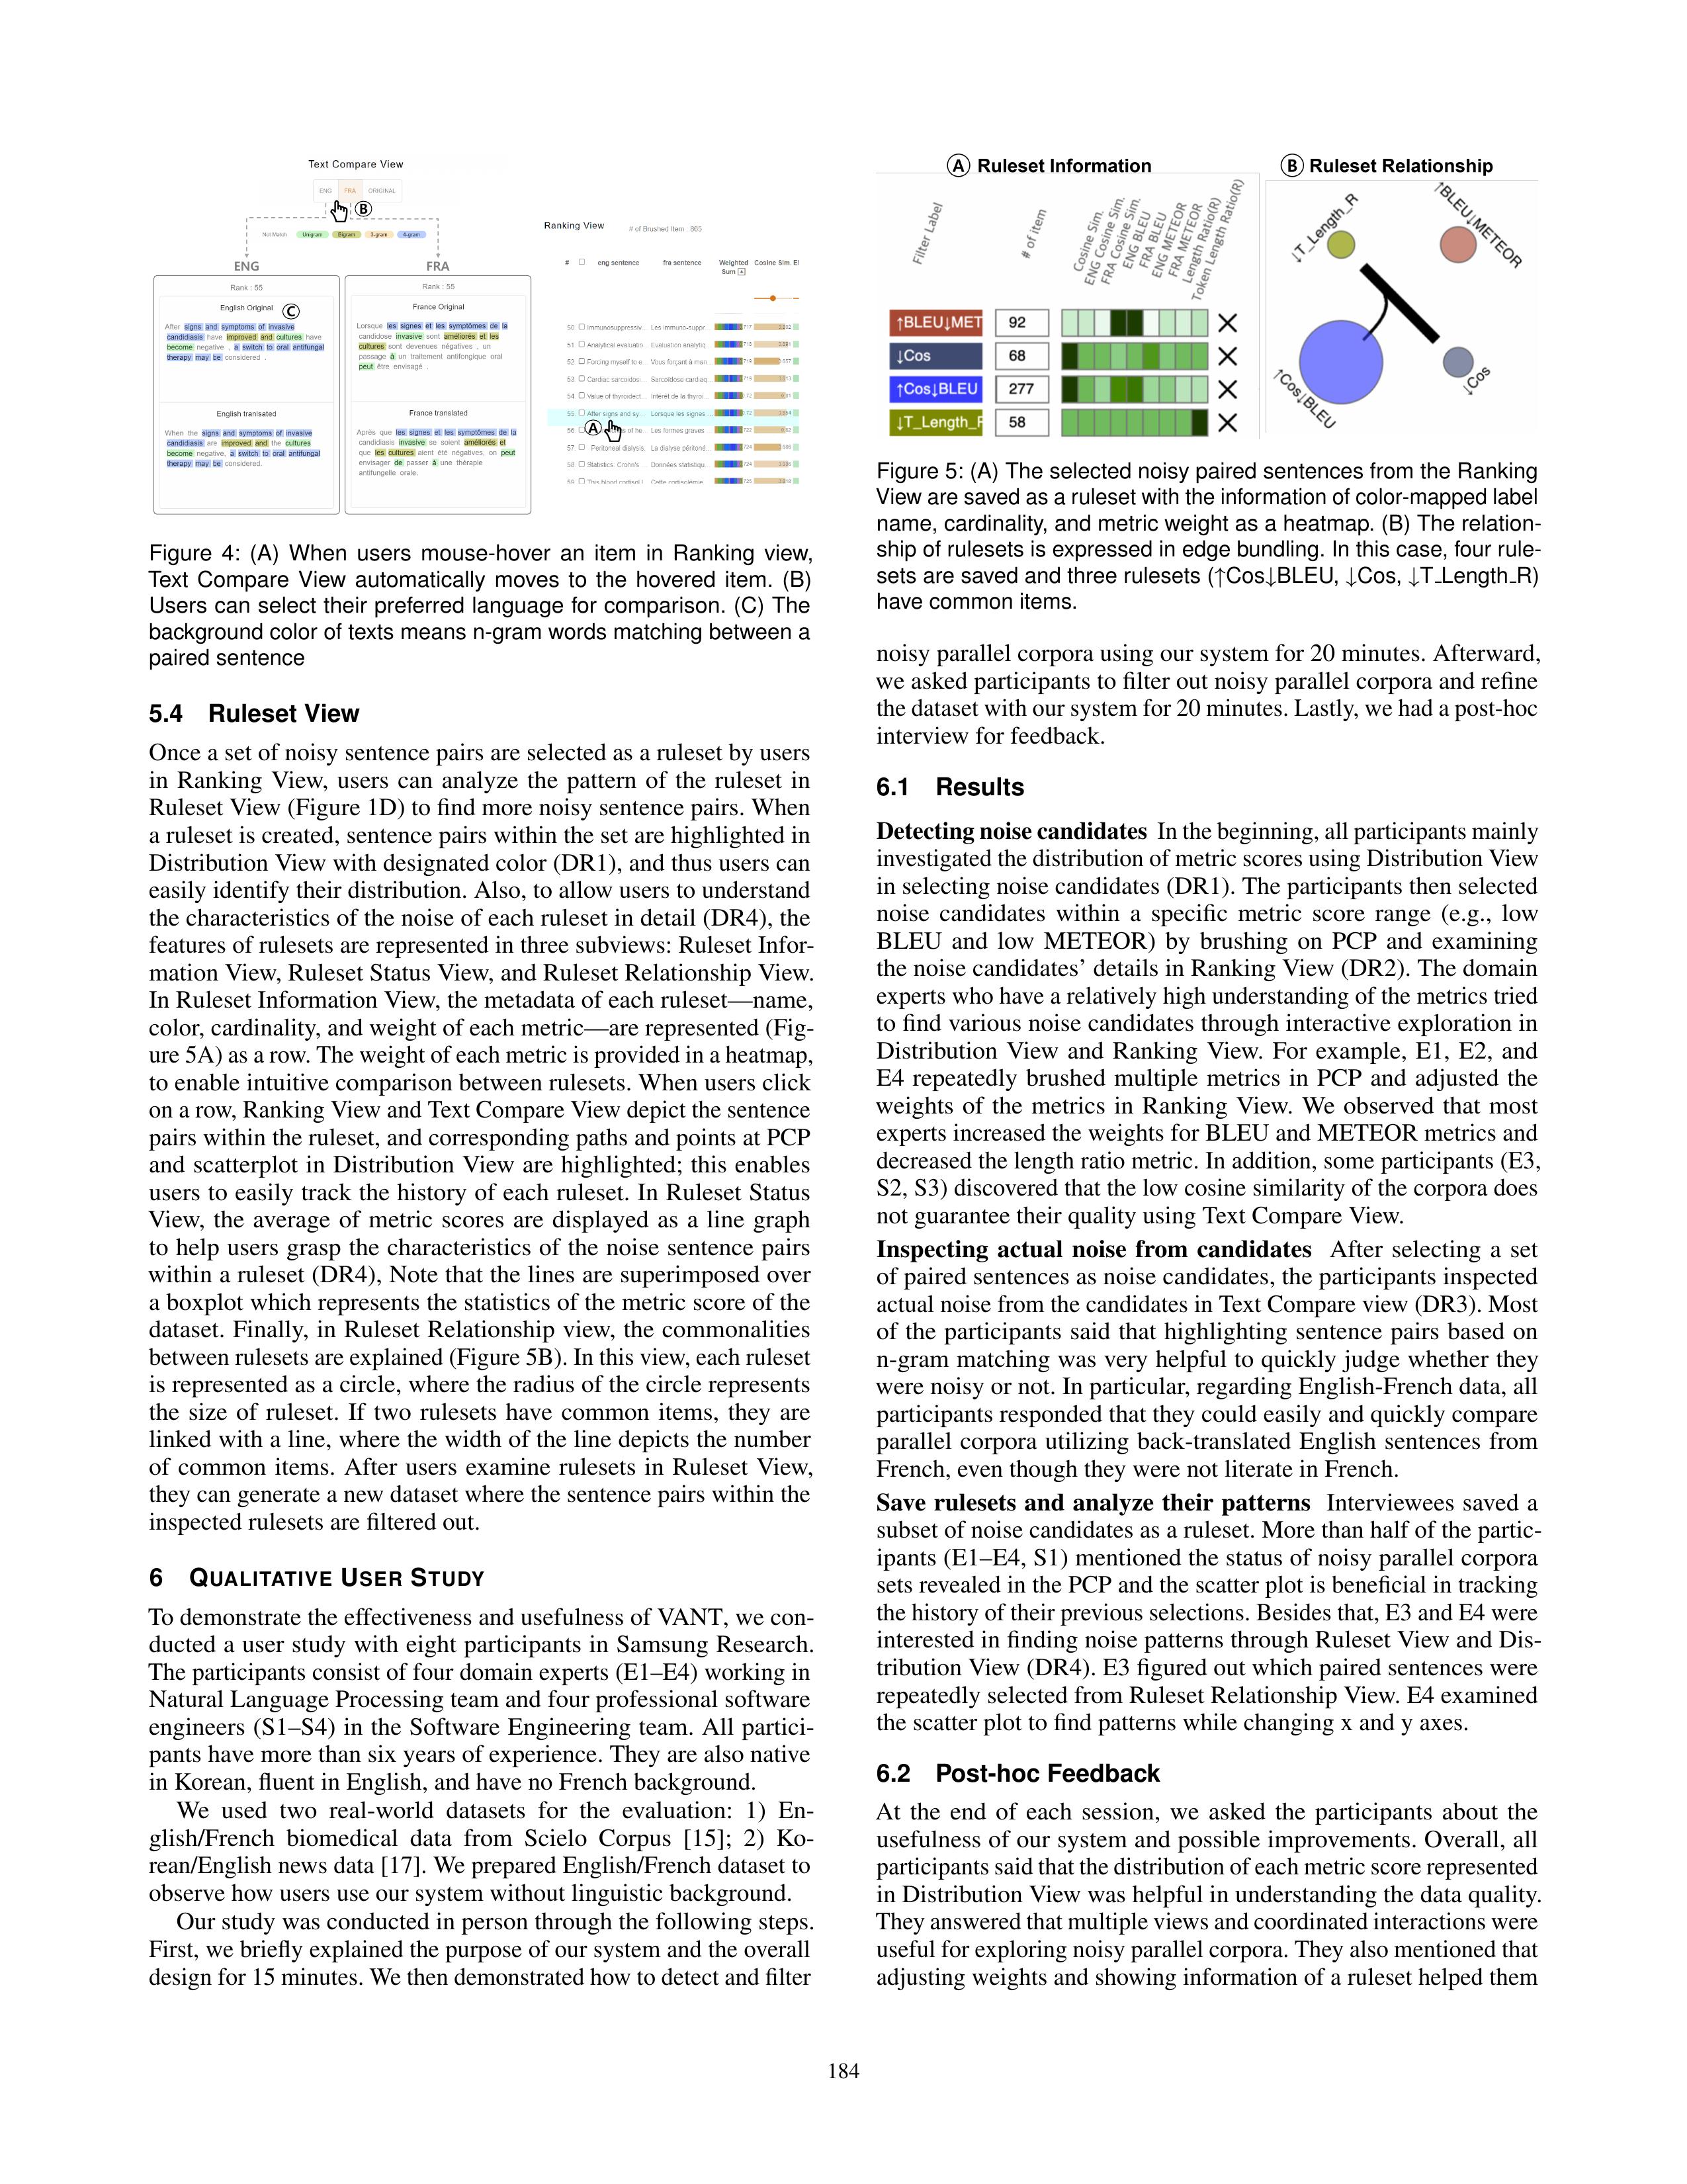 Text Compare View
ENG FRA ORIGINAL
Ⓑ
Not Match Unigram Bigram 3-gram 4-gram
ENG
Rank : 55
English Original
Ⓒ
After signs and symptoms of invasive
candidiasis have improved and cultures have
become negative , a switch to oral antifungal
therapy may be considered .
English tranlsated
When the signs and symptoms of invasive
candidiasis are improved and the cultures
become negative, a switch to oral antifungal
therapy may be considered.
FRA
Rank : 55
France Original
Lorsque les signes et les symptômes de la
candidose invasive sont améliorés et les
cultures sont devenues négatives , un
passage à un traitement antifongique oral
peut être envisagé .
France translated
Après que les signes et les symptômes de la
candidiasis invasive se soient améliorés et
que les cultures aient été négatives, on peut
envisager de passer à une thérapie
antifungelle orale.
Ranking View # of Brushed Item : 865
# eng sentence fra sentence Weighted Cosine Sim. El
Sum A
50 Immunosuppressiv... Les immuno-suppr...
51 Analytical evaluatio... Évaluation analytiq...
52 Forcing myself to e... Vous forçant à man...
53 Cardiac sarcoidosi... Sarcoïdose cardiaq...
54 Value of thyroidect... Intérêt de la thyroï...
55 After signs and sy... Lorsque les signes...
56 Les formes graves
57 Peritoneal dialysis. La dialyse péritoné...
58 Statistics. Crohn's... Données statistiqu...
59 This blood cortisol l... Cette cortisolémie
Ⓐ
Figure 4: (A) When users mouse-hover an item in Ranking view,
Text Compare View automatically moves to the hovered item. (B)
Users can select their preferred language for comparison. (C) The
background color of texts means n-gram words matching between a
paired sentence
5.4 Ruleset View
Once a set of noisy sentence pairs are selected as a ruleset by users
in Ranking View, users can analyze the pattern of the ruleset in
Ruleset View (Figure 1D) to find more noisy sentence pairs. When
a ruleset is created, sentence pairs within the set are highlighted in
Distribution View with designated color (DR1), and thus users can
easily identify their distribution. Also, to allow users to understand
the characteristics of the noise of each ruleset in detail (DR4), the
features of rulesets are represented in three subviews: Ruleset Infor-
mation View, Ruleset Status View, and Ruleset Relationship View.
In Ruleset Information View, the metadata of each ruleset—name,
color, cardinality, and weight of each metric—are represented (Fig-
ure 5A) as a row. The weight of each metric is provided in a heatmap,
to enable intuitive comparison between rulesets. When users click
on a row, Ranking View and Text Compare View depict the sentence
pairs within the ruleset, and corresponding paths and points at PCP
and scatterplot in Distribution View are highlighted; this enables
users to easily track the history of each ruleset. In Ruleset Status
View, the average of metric scores are displayed as a line graph
to help users grasp the characteristics of the noise sentence pairs
within a ruleset (DR4), Note that the lines are superimposed over
a boxplot which represents the statistics of the metric score of the
dataset. Finally, in Ruleset Relationship view, the commonalities
between rulesets are explained (Figure 5B). In this view, each ruleset
is represented as a circle, where the radius of the circle represents
the size of ruleset. If two rulesets have common items, they are
linked with a line, where the width of the line depicts the number
of common items. After users examine rulesets in Ruleset View,
they can generate a new dataset where the sentence pairs within the
inspected rulesets are filtered out.
6 QUALITATIVE USER STUDY
To demonstrate the effectiveness and usefulness of VANT, we con-
ducted a user study with eight participants in Samsung Research.
The participants consist of four domain experts (E1–E4) working in
Natural Language Processing team and four professional software
engineers (S1–S4) in the Software Engineering team. All partici-
pants have more than six years of experience. They are also native
in Korean, fluent in English, and have no French background.
We used two real-world datasets for the evaluation: 1) En-
glish/French biomedical data from Scielo Corpus [15]; 2) Ko-
rean/English news data [17]. We prepared English/French dataset to
observe how users use our system without linguistic background.
Our study was conducted in person through the following steps.
First, we briefly explained the purpose of our system and the overall
design for 15 minutes. We then demonstrated how to detect and filter
Ⓐ Ruleset Information
Filter Label
# of item
Cosine Sim.
ENG Cosine Sim.
FRA Cosine Sim.
ENG BLEU
FRA BLEU
ENG METEOR
FRA METEOR
Length Ratio(R)
Token Length Ratio(R)
↑BLEU↓MET 92
↓Cos 68
↑Cos↓BLEU 277
↓T_Length_R 58
Ⓑ Ruleset Relationship
↓T_Length_R
↑BLEU↓METEOR
↑Cos↓BLEU
↓Cos
Figure 5: (A) The selected noisy paired sentences from the Ranking
View are saved as a ruleset with the information of color-mapped label
name, cardinality, and metric weight as a heatmap. (B) The relation-
ship of rulesets is expressed in edge bundling. In this case, four rule-
sets are saved and three rulesets (↑Cos↓BLEU, ↓Cos, ↓T_Length_R)
have common items.
noisy parallel corpora using our system for 20 minutes. Afterward,
we asked participants to filter out noisy parallel corpora and refine
the dataset with our system for 20 minutes. Lastly, we had a post-hoc
interview for feedback.
6.1 Results
Detecting noise candidates In the beginning, all participants mainly
investigated the distribution of metric scores using Distribution View
in selecting noise candidates (DR1). The participants then selected
noise candidates within a specific metric score range (e.g., low
BLEU and low METEOR) by brushing on PCP and examining
the noise candidates' details in Ranking View (DR2). The domain
experts who have a relatively high understanding of the metrics tried
to find various noise candidates through interactive exploration in
Distribution View and Ranking View. For example, E1, E2, and
E4 repeatedly brushed multiple metrics in PCP and adjusted the
weights of the metrics in Ranking View. We observed that most
experts increased the weights for BLEU and METEOR metrics and
decreased the length ratio metric. In addition, some participants (E3,
S2, S3) discovered that the low cosine similarity of the corpora does
not guarantee their quality using Text Compare View.
Inspecting actual noise from candidates After selecting a set
of paired sentences as noise candidates, the participants inspected
actual noise from the candidates in Text Compare view (DR3). Most
of the participants said that highlighting sentence pairs based on
n-gram matching was very helpful to quickly judge whether they
were noisy or not. In particular, regarding English-French data, all
participants responded that they could easily and quickly compare
parallel corpora utilizing back-translated English sentences from
French, even though they were not literate in French.
Save rulesets and analyze their patterns Interviewees saved a
subset of noise candidates as a ruleset. More than half of the partic-
ipants (E1–E4, S1) mentioned the status of noisy parallel corpora
sets revealed in the PCP and the scatter plot is beneficial in tracking
the history of their previous selections. Besides that, E3 and E4 were
interested in finding noise patterns through Ruleset View and Dis-
tribution View (DR4). E3 figured out which paired sentences were
repeatedly selected from Ruleset Relationship View. E4 examined
the scatter plot to find patterns while changing x and y axes.
6.2 Post-hoc Feedback
At the end of each session, we asked the participants about the
usefulness of our system and possible improvements. Overall, all
participants said that the distribution of each metric score represented
in Distribution View was helpful in understanding the data quality.
They answered that multiple views and coordinated interactions were
useful for exploring noisy parallel corpora. They also mentioned that
adjusting weights and showing information of a ruleset helped them
184